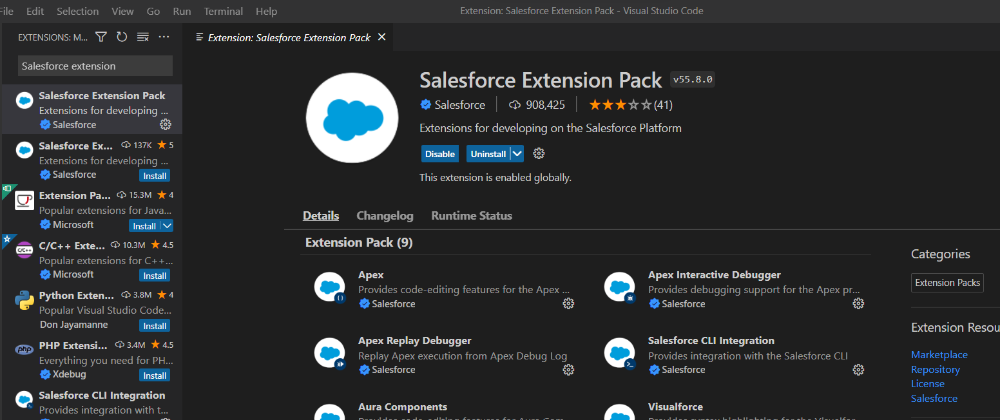 File Edit Selection View Go Run Terminal Help
Extension: Salesforce Extension Pack - Visual Studio Code
EXTENSIONS: M...
Salesforce extension
Salesforce Extension Pack
Extensions for developing ...
Salesforce
Salesforce Ex... 137K 5
Extensions for developing ...
Salesforce Install
Extension Pa... 15.3M 4
Popular extensions for Java...
Microsoft Install
C/C++ Exte... 10.3M 4.5
C/C++
Popular extensions for C++...
Microsoft Install
Python Exten... 3.8M 4
Popular Visual Studio Code...
Don Jayamanne Install
PHP Extensi... 3.4M 4.5
php
Everything you need for PH...
Xdebug Install
Salesforce CLI Integration
Provides integration with t...
Extension: Salesforce Extension Pack
Salesforce Extension Pack v55.8.0
Salesforce 908,425 (41)
Extensions for developing on the Salesforce Platform
Disable Uninstall
This extension is enabled globally.
Details Changelog Runtime Status
Extension Pack (9)
Apex
Provides code-editing features for the Apex ...
Salesforce
Apex Interactive Debugger
Provides debugging support for the Apex pr...
Salesforce
Apex Replay Debugger
Replay Apex execution from Apex Debug Log
Salesforce
Salesforce CLI Integration
Provides integration with the Salesforce CLI
Salesforce
Aura Components
Visualforce
Categories
Extension Packs
Extension Resou
Marketplace
Repository
License
Salesforce